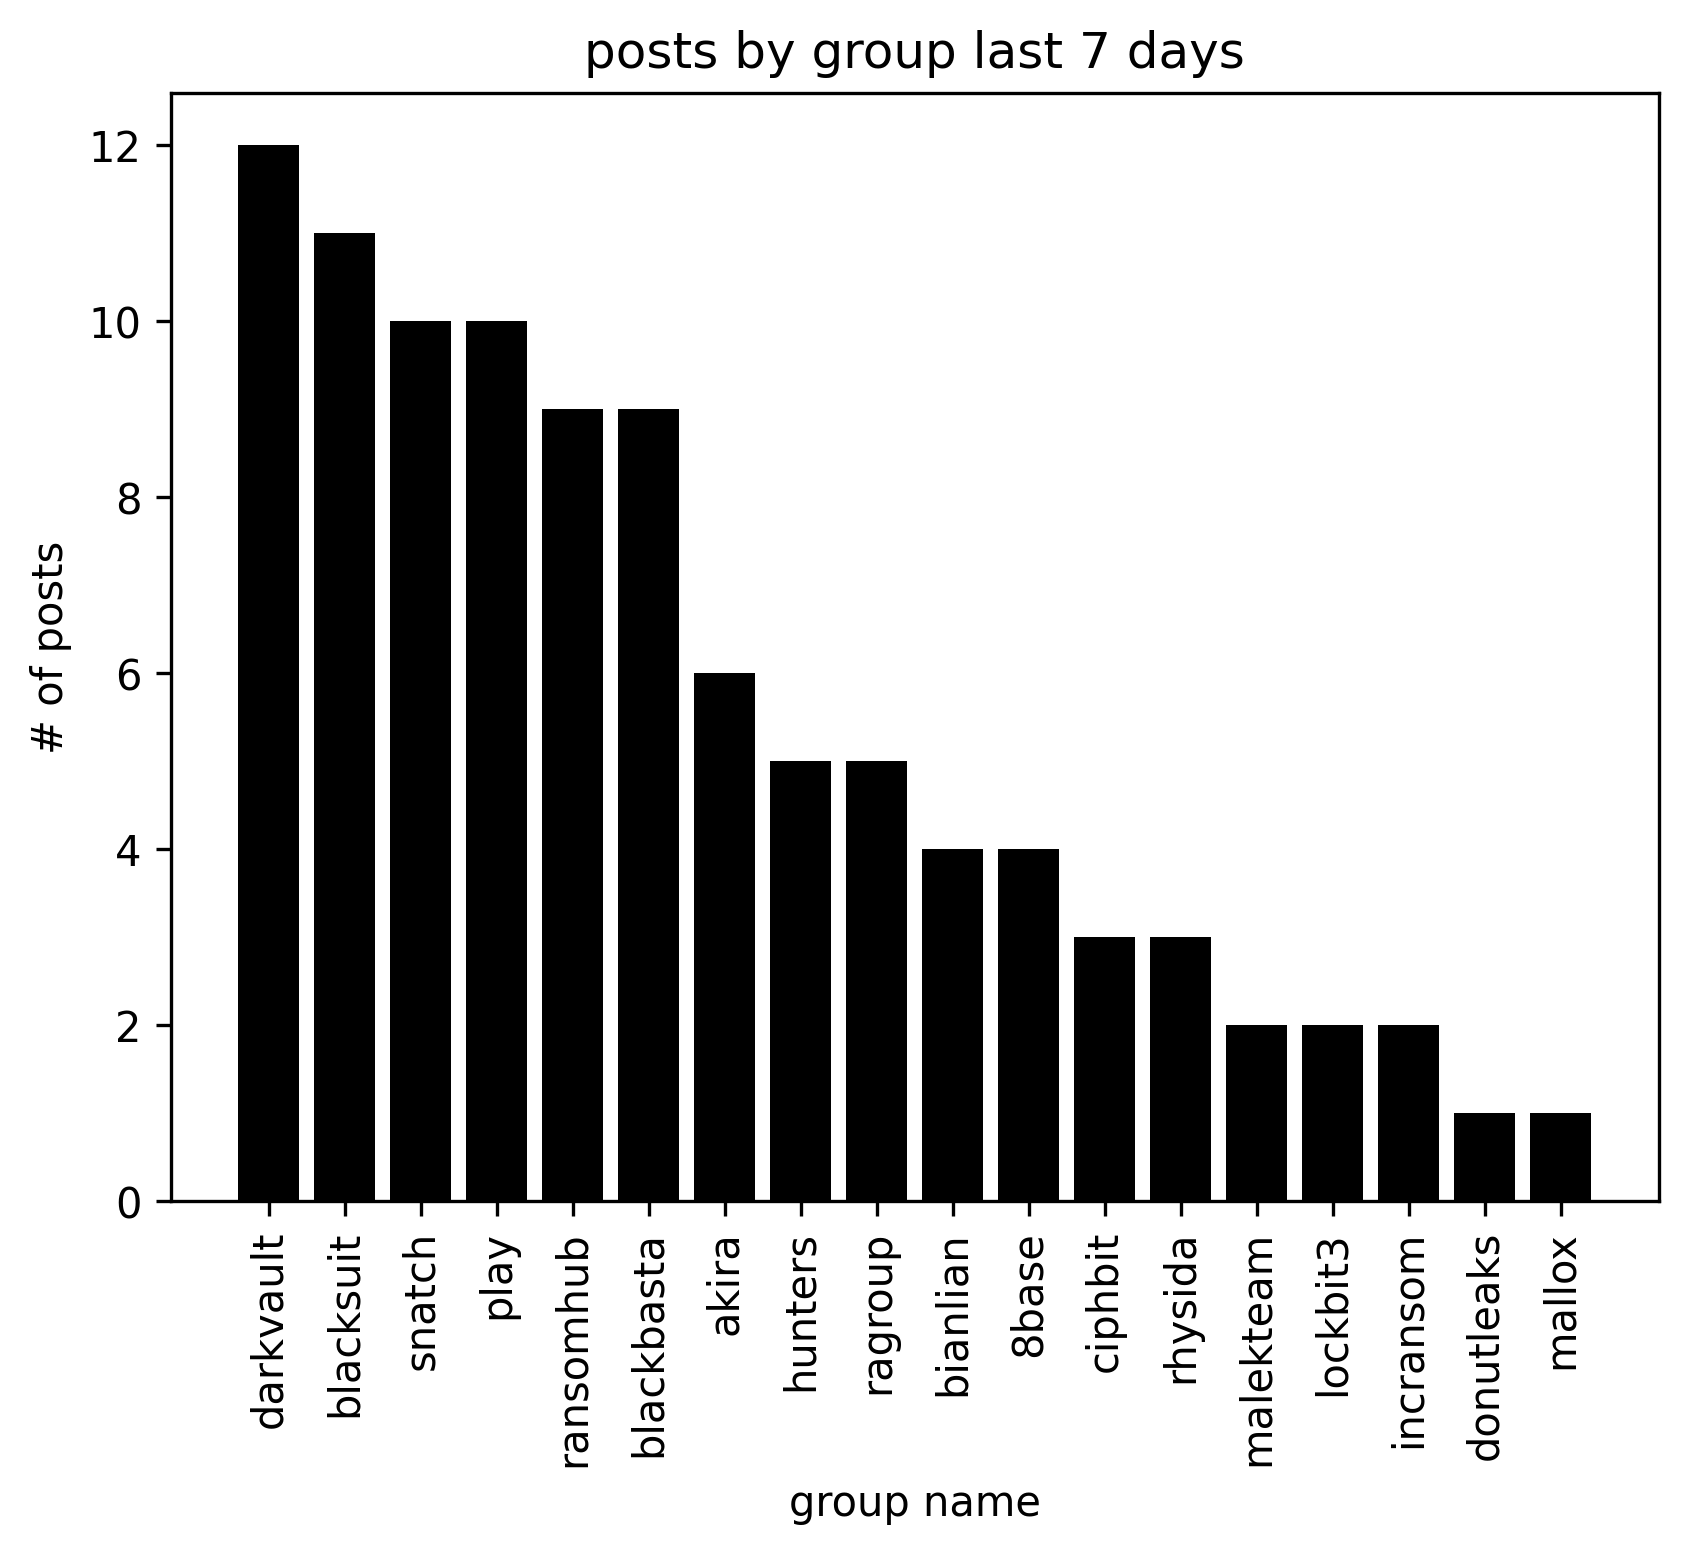 posts by group last 7 days
12
10
8
6
4
2
0
# of posts
darkvault
blacksuit
snatch
play
ransomhub
blackbasta
akira
hunters
ragroup
bianlian
8base
ciphbit
rhysida
malekteam
lockbit3
incransom
donutleaks
mallox
group name